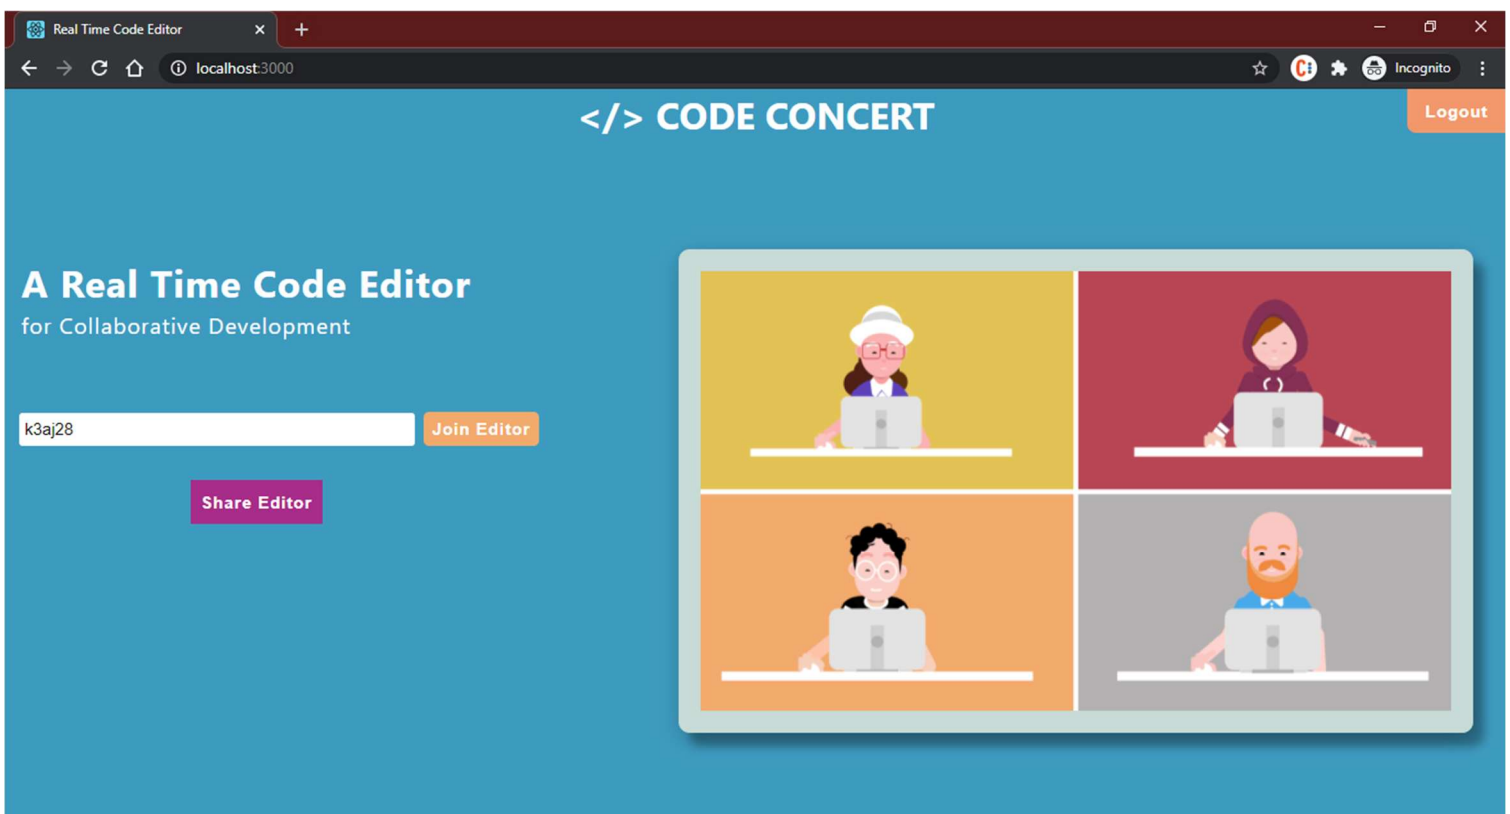 Real Time Code Editor
localhost:3000
Incognito
</> CODE CONCERT
Logout
A Real Time Code Editor
for Collaborative Development
k3aj28
Join Editor
Share Editor